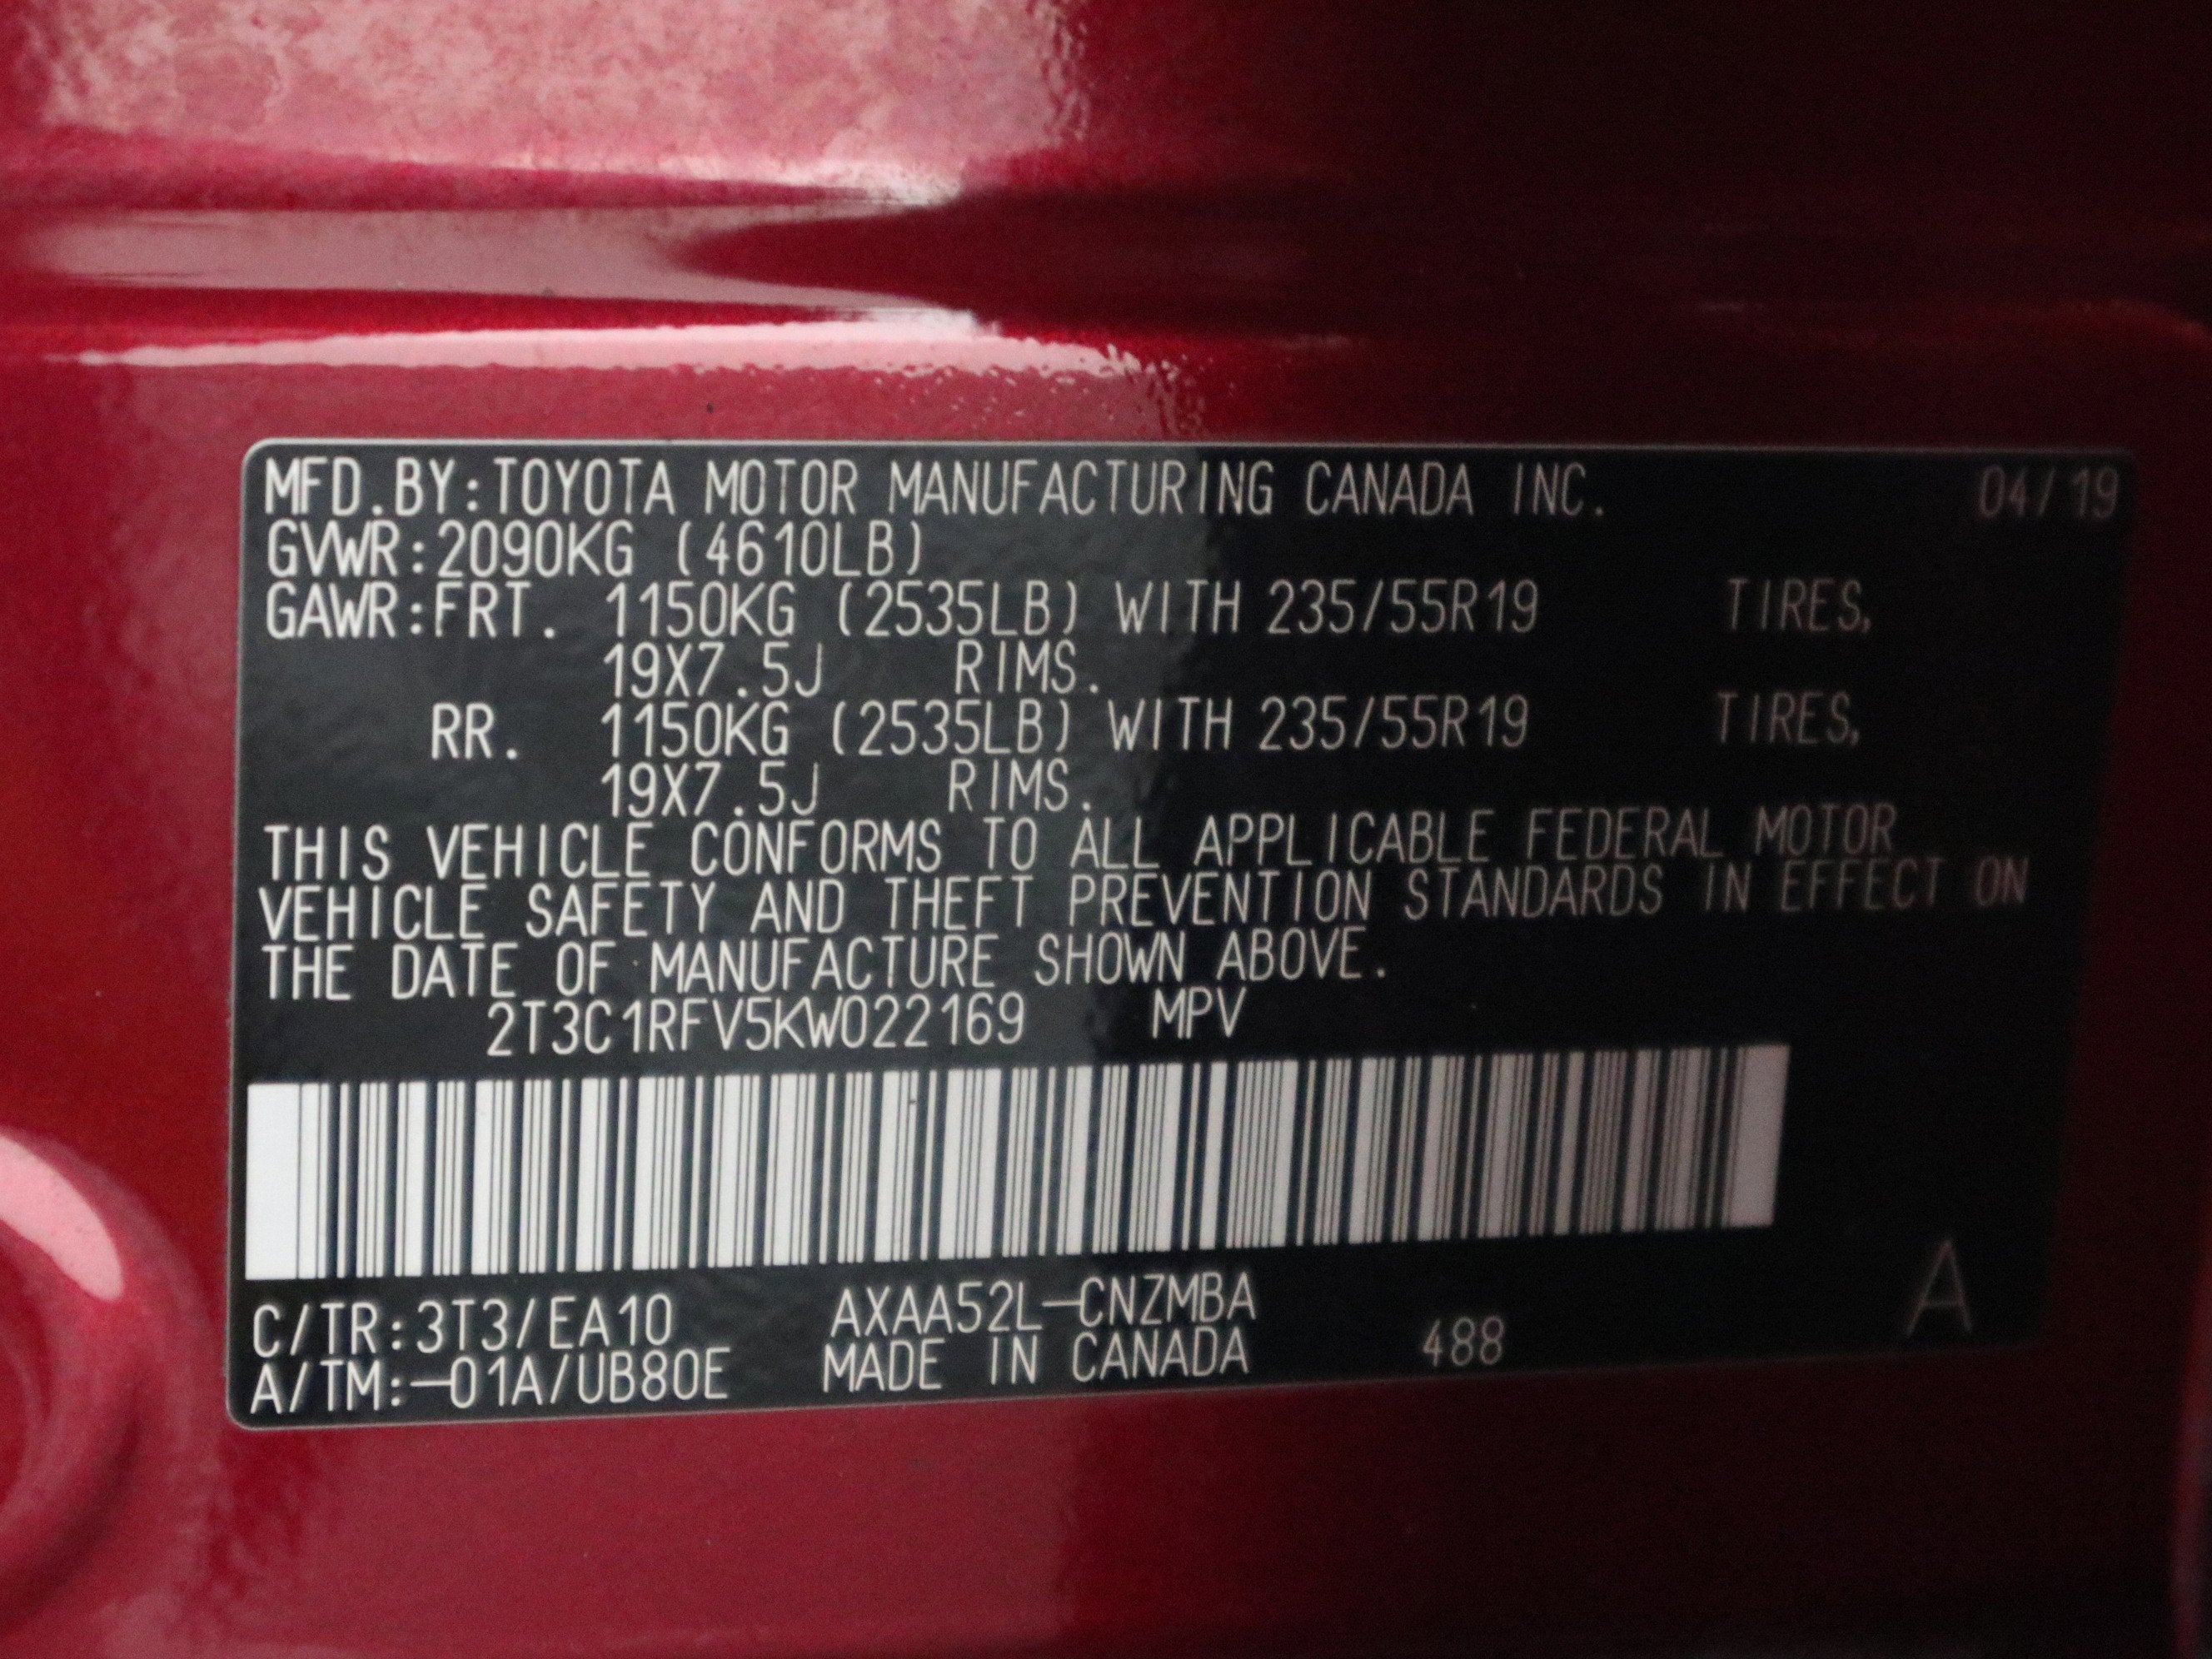 MFD.BY:TOYOTA MOTOR MANUFACTURING CANADA INC. 04/19
GVWR:2090KG (4610LB)
GAWR:FRT. 1150KG (2535LB) WITH 235/55R19 TIRES,
19X7.5J RIMS.
RR. 1150KG (2535LB) WITH 235/55R19 TIRES,
19X7.5J RIMS.
THIS VEHICLE CONFORMS TO ALL APPLICABLE FEDERAL MOTOR
VEHICLE SAFETY AND THEFT PREVENTION STANDARDS IN EFFECT ON
THE DATE OF MANUFACTURE SHOWN ABOVE.
2T3C1RFV5KW022169 MPV
C/TR:3T3/EA10 AXAA52L-CNZMBA A
A/TM:-01A/UB80E MADE IN CANADA 488